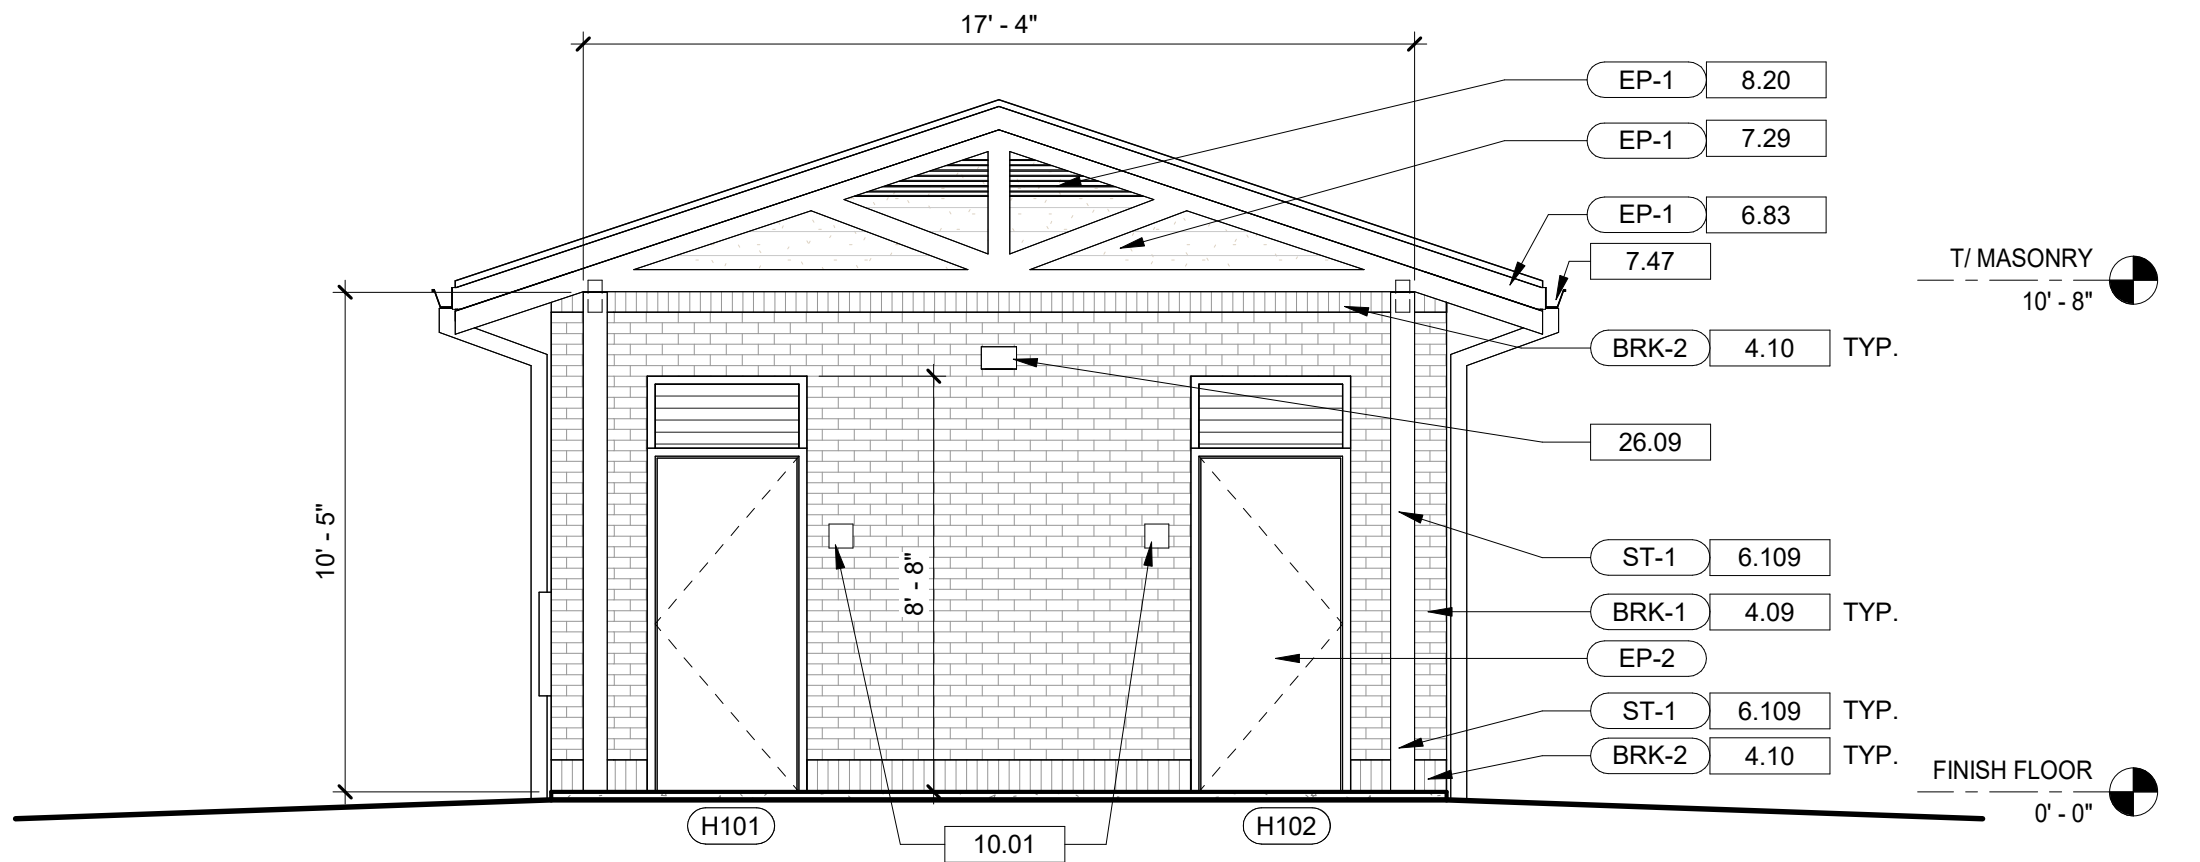 17' - 4"
EP-1 8.20
EP-1 7.29
EP-1 6.83
7.47
T/ MASONRY
10' - 8"
BRK-2 4.10 TYP.
26.09
10' - 5"
8' - 8"
ST-1 6.109
BRK-1 4.09 TYP.
EP-2
ST-1 6.109 TYP.
BRK-2 4.10 TYP.
FINISH FLOOR
0' - 0"
H101
H102
10.01